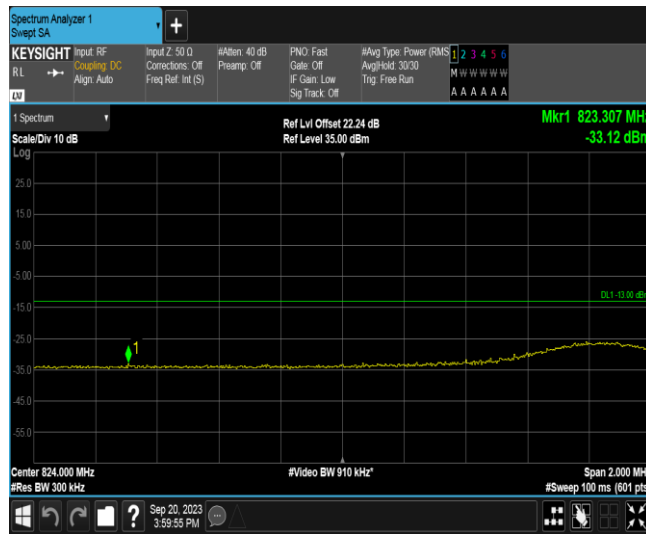 Spectrum Analyzer 1
Swept SA
+
KEYSIGHT
RL
LXI
Input: RF
Coupling: DC
Align: Auto
Input Z: 50 Ω
Corrections: Off
Freq Ref: Int (S)
#Atten: 40 dB
Preamp: Off
PNO: Fast
Gate: Off
IF Gain: Low
Sig Track: Off
#Avg Type: Power (RMS
Avg|Hold: 30/30
Trig: Free Run
1 2 3 4 5 6
M W W W W W
A A A A A A
1 Spectrum
Scale/Div 10 dB
Log
Ref Lvl Offset 22.24 dB
Ref Level 35.00 dBm
Mkr1 823.307 MHz
-33.12 dBm
25.0
15.0
5.00
-5.00
DL1 -13.00 dBm
-15.0
-25.0
1
-35.0
-45.0
-55.0
Center 824.000 MHz
#Res BW 300 kHz
#Video BW 910 kHz*
Span 2.000 MH
#Sweep 100 ms (601 pts
?
Sep 20, 2023
3:59:55 PM